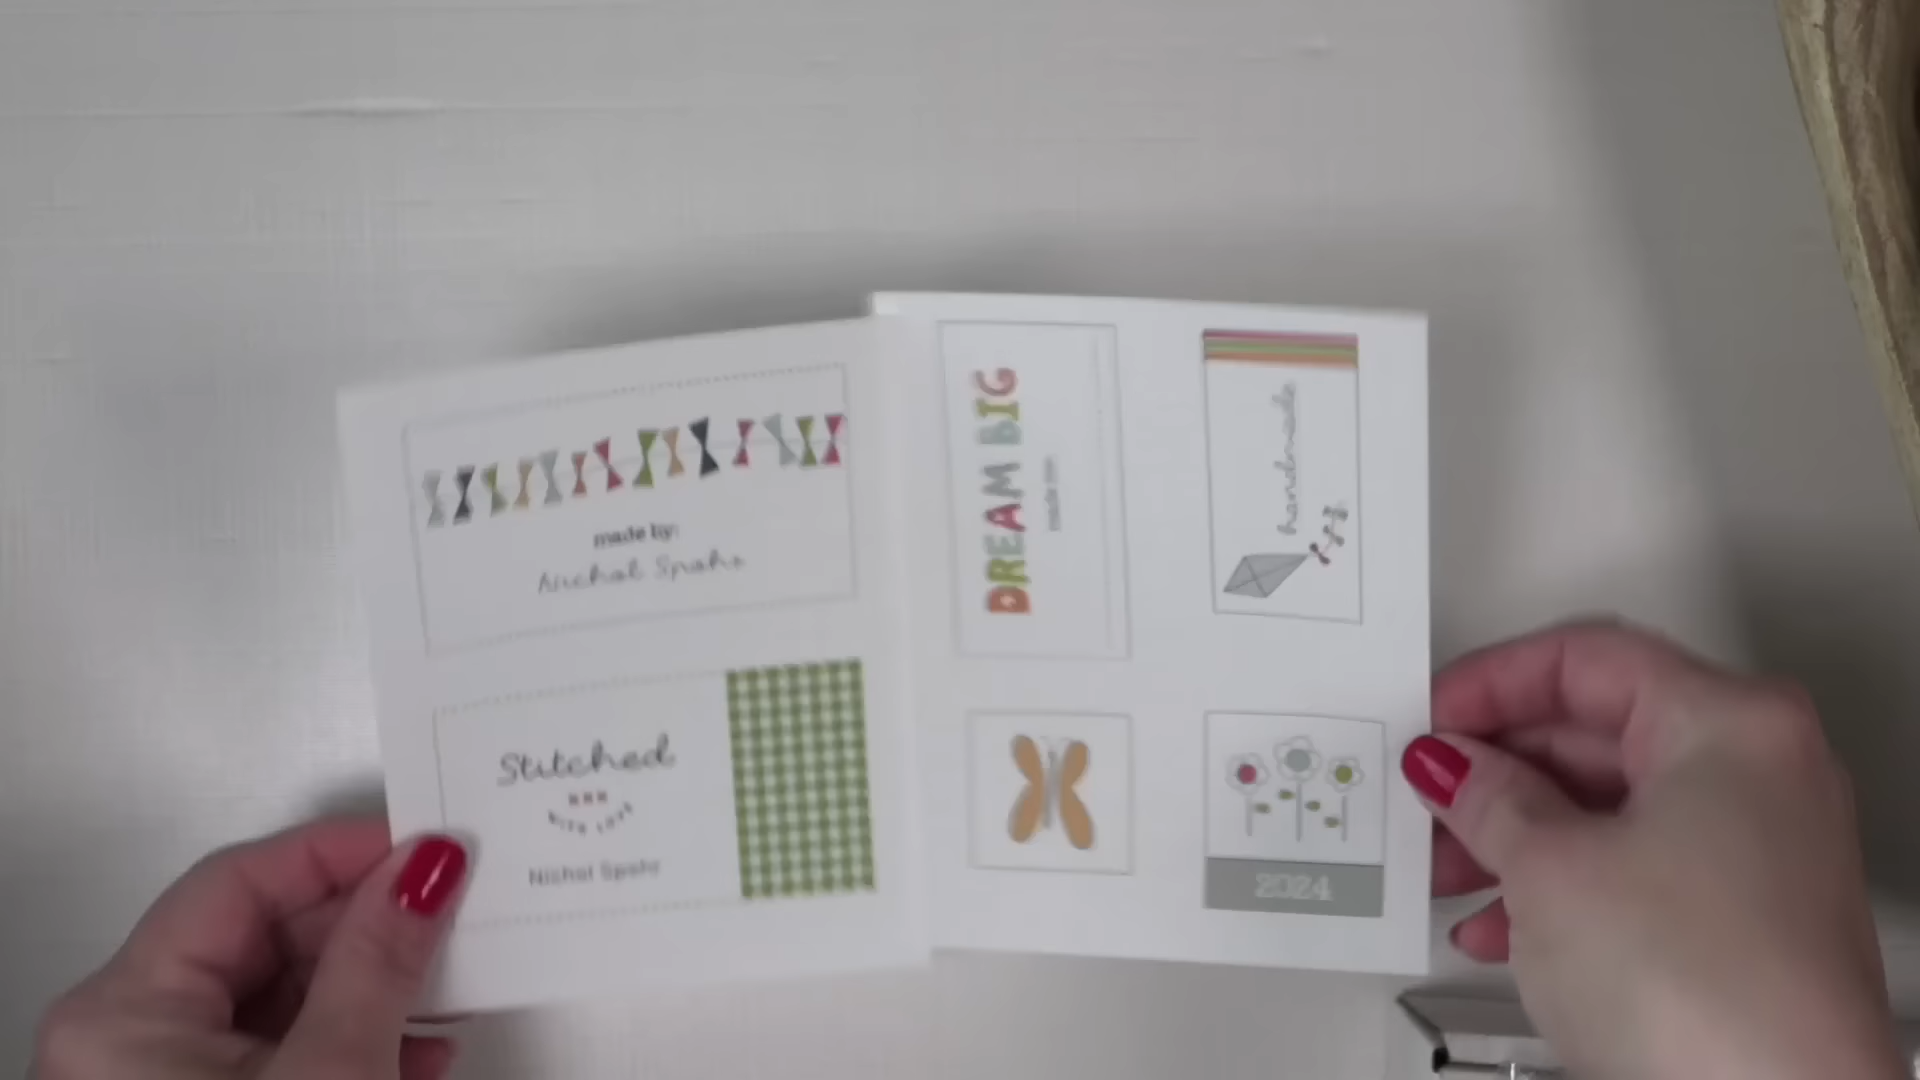 made by:
Nichol Spohr
Stitched
WITH LOVE
Nichol Spohr
DREAM BIG
handmade
2024